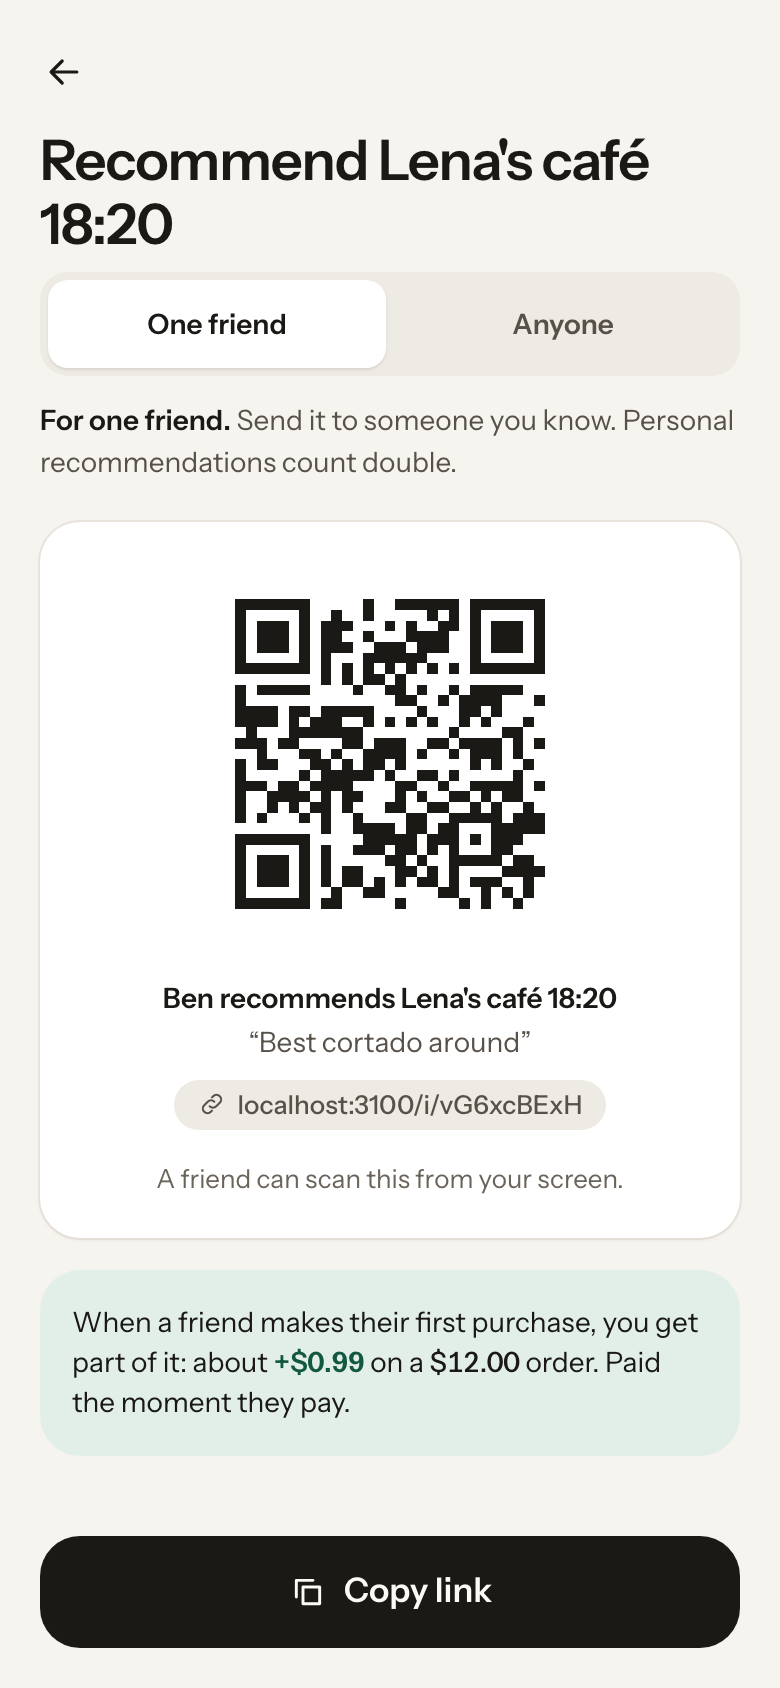 Recommend Lena's café
18:20
One friend
Anyone
For one friend. Send it to someone you know. Personal
recommendations count double.
Ben recommends Lena's café 18:20
“Best cortado around”
localhost:3100/i/vG6xcBExH
A friend can scan this from your screen.
When a friend makes their first purchase, you get
part of it: about +$0.99 on a $12.00 order. Paid
the moment they pay.
Copy link